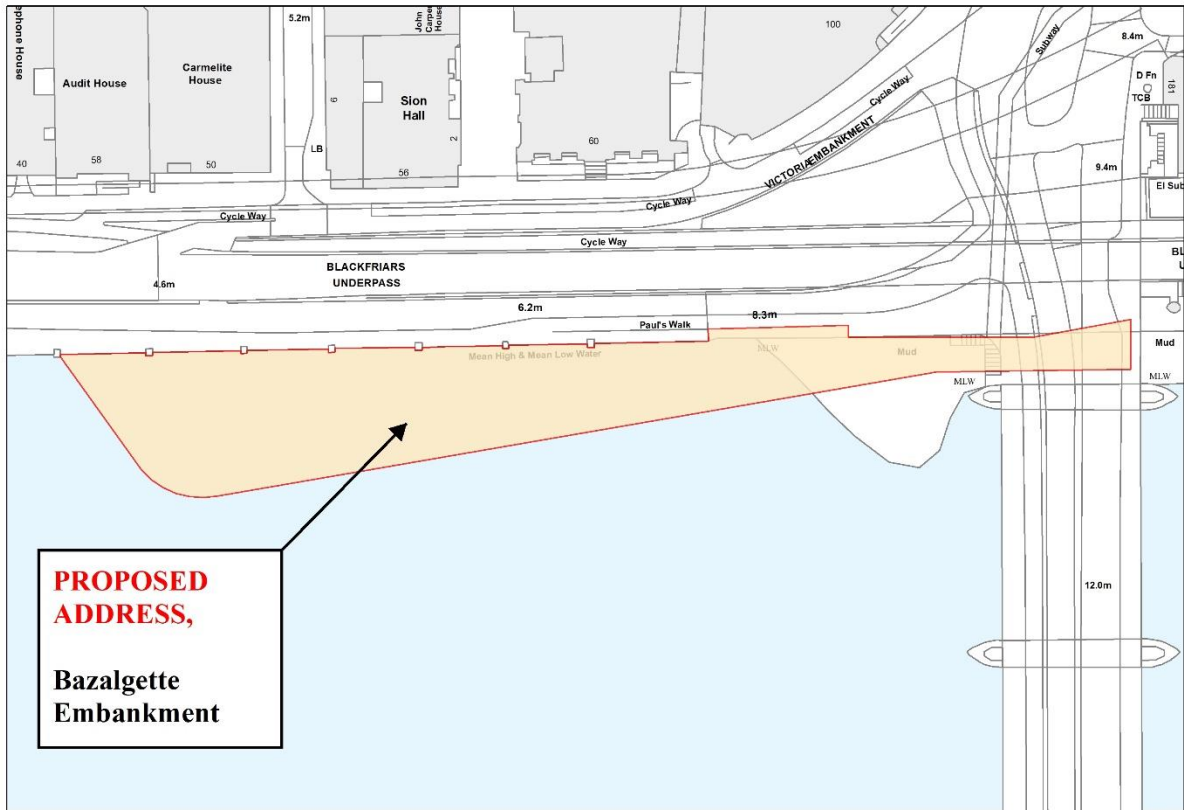 ephone House
Audit House
Carmelite
House
40
58
50
5.2m
John
Carpe
House
6
Sion
Hall
2
LB
56
60
100
Subway
8.4m
D Fn
TCB
181
9.4m
El Sub
Cycle Way
VICTORIA EMBANKMENT
Cycle Way
Cycle Way
Cycle Way
BLACKFRIARS
UNDERPASS
4.6m
6.2m
8.3m
Paul's Walk
Mean High & Mean Low Water
MLW
Mud
MLW
Mud
MLW
12.0m
PROPOSED
ADDRESS,
Bazalgette
Embankment